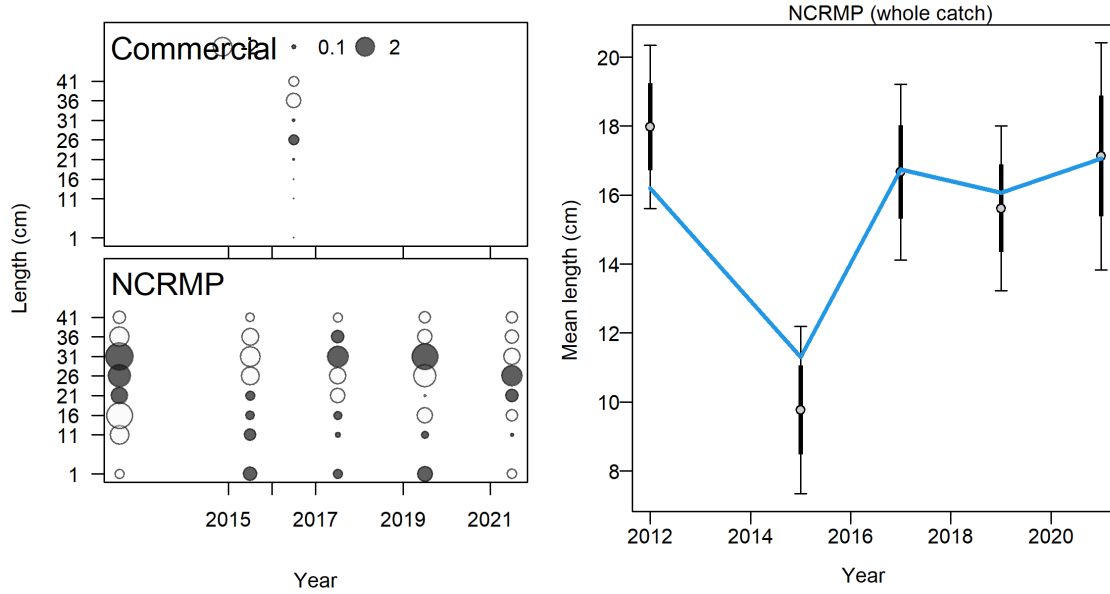 Commercial
-2 0.1 2
41
36
31
26
21
16
11
1
Length (cm)
NCRMP
41
36
31
26
21
16
11
1
2015 2017 2019 2021
Year
NCRMP (whole catch)
20
18
16
14
12
10
8
Mean length (cm)
2012 2014 2016 2018 2020
Year